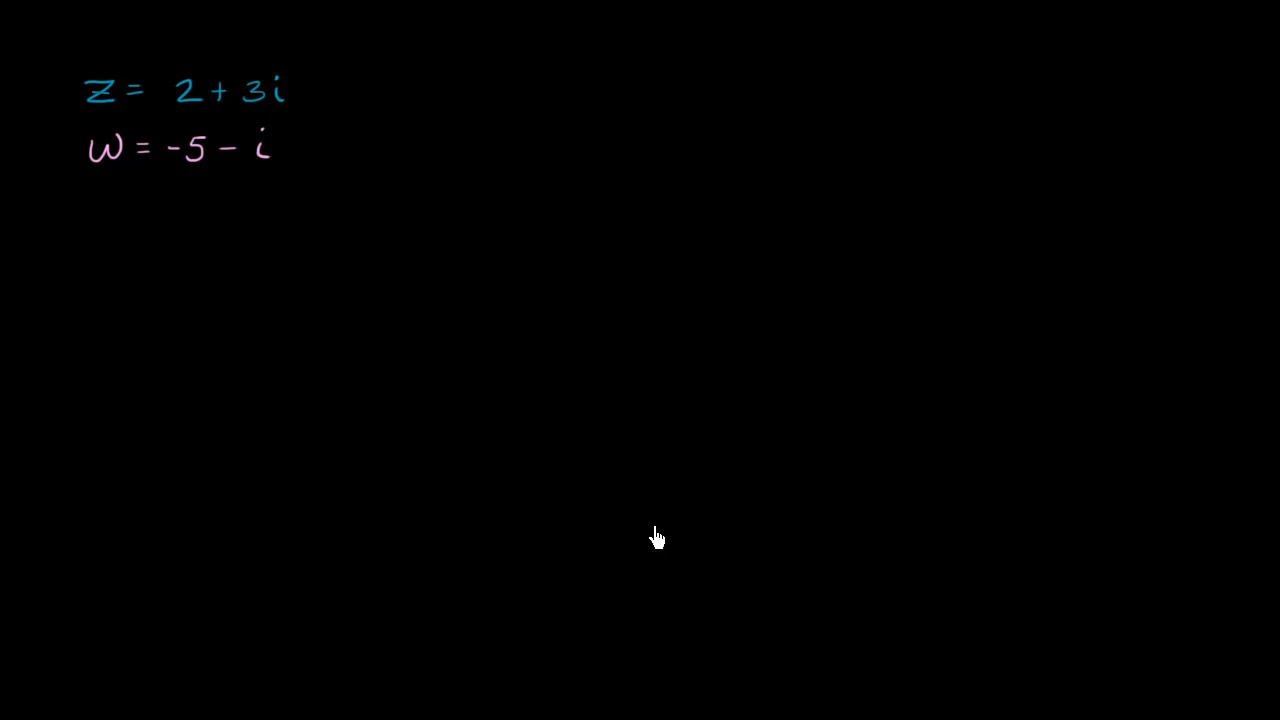 z = 2 + 3i
w = -5 - i